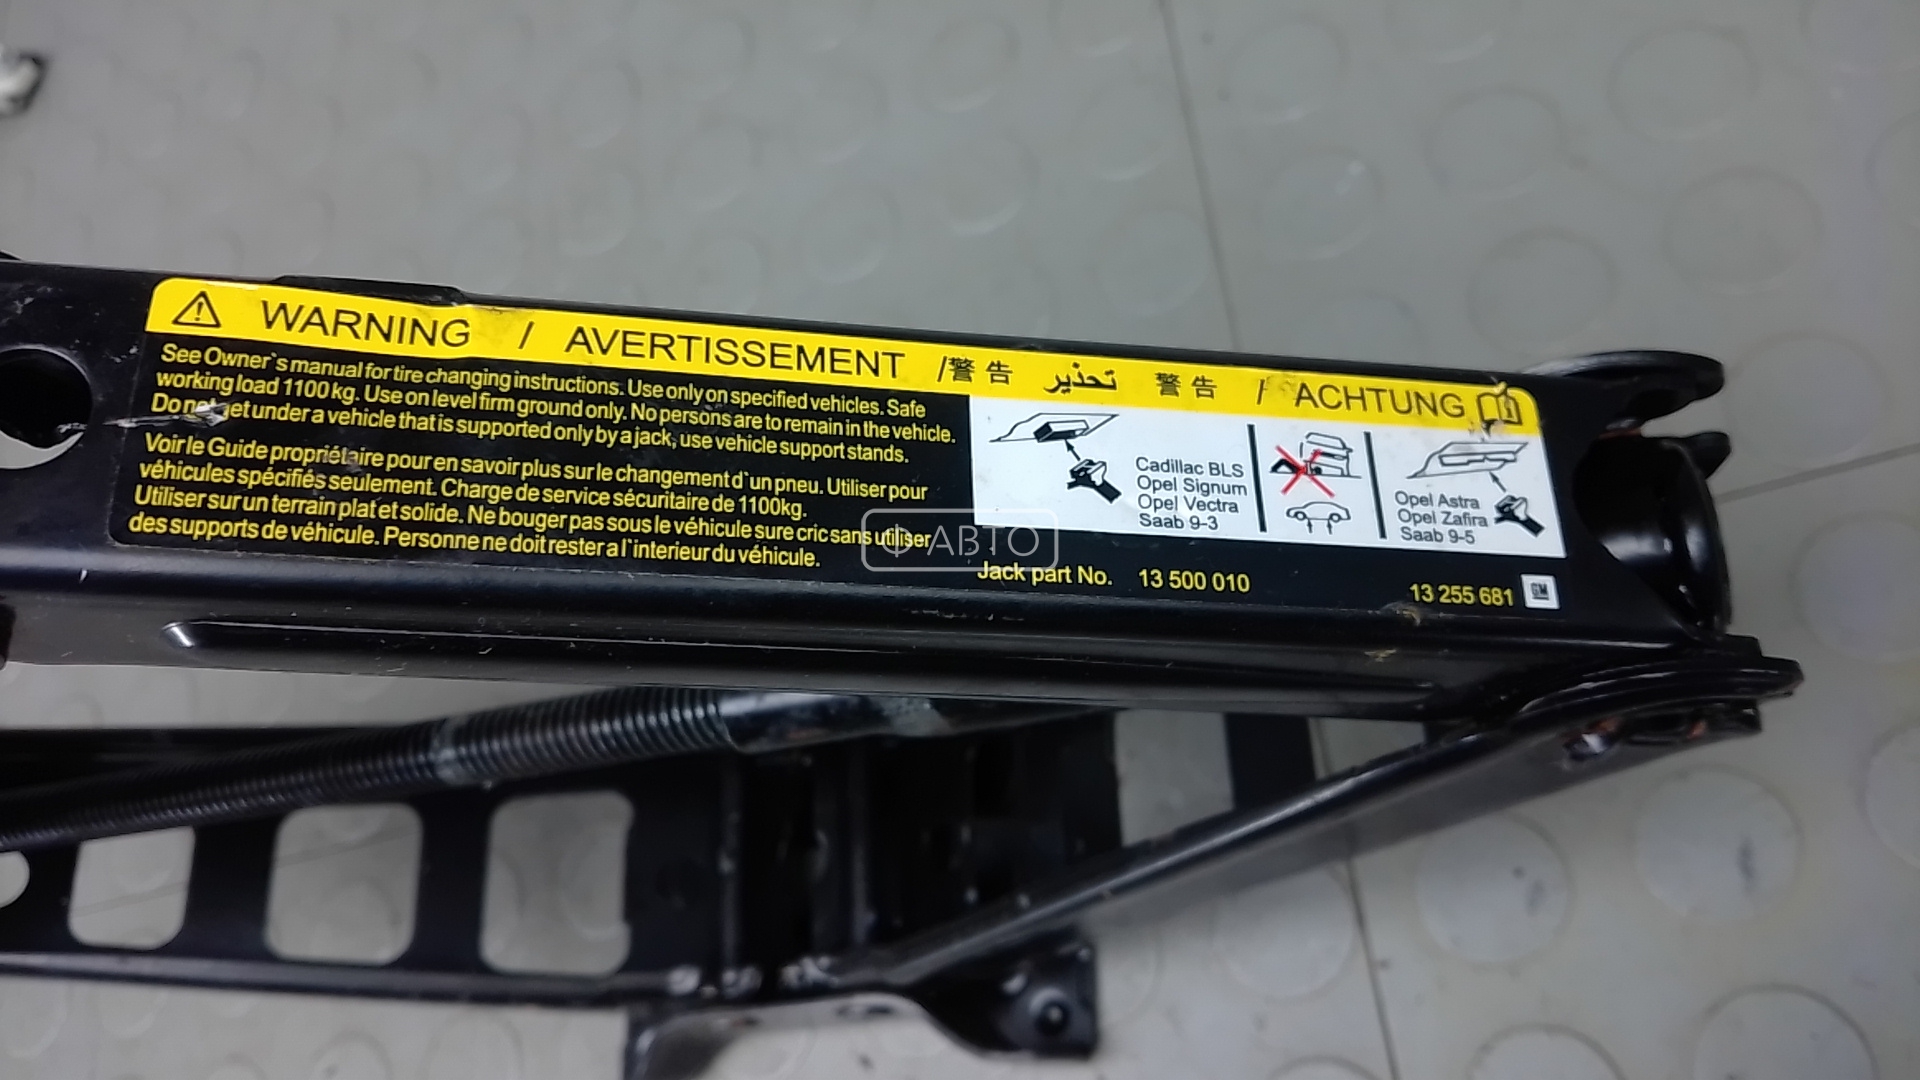 WARNING / AVERTISSEMENT /警告 تحذير 警告 / ACHTUNG
See Owner`s manual for tire changing instructions. Use only on specified vehicles. Safe
working load 1100 kg. Use on level firm ground only. No persons are to remain in the vehicle.
Do not get under a vehicle that is supported only by a jack, use vehicle support stands.
Voir le Guide propriétaire pour en savoir plus sur le changement d`un pneu. Utiliser pour
véhicules spécifiés seulement. Charge de service sécuritaire de 1100kg.
Utiliser sur un terrain plat et solide. Ne bouger pas sous le véhicule sure cric sans utiliser
des supports de véhicule. Personne ne doit rester a l`interieur du véhicule.
Cadillac BLS
Opel Signum
Opel Vectra
Saab 9-3
Opel Astra
Opel Zafira
Saab 9-5
Jack part No. 13 500 010
13 255 681 GM
Ф АВТО